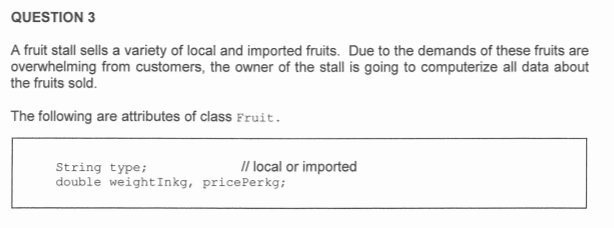 QUESTION 3
A fruit stall sells a variety of local and imported fruits. Due to the demands of these fruits are
overwhelming from customers, the owner of the stall is going to computerize all data about
the fruits sold.
The following are attributes of class Fruit.
String type; // local or imported
double weightInkg, pricePerkg;